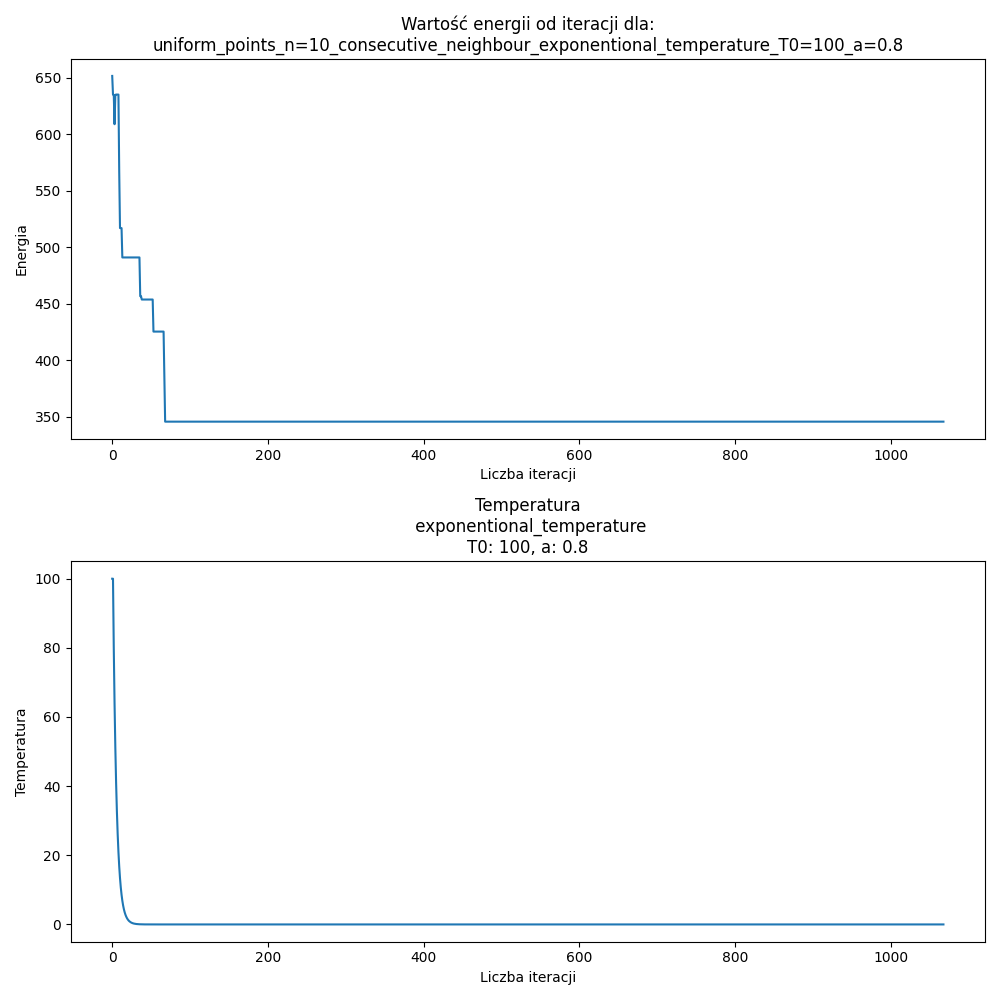 Wartość energii od iteracji dla:
uniform_points_n=10_consecutive_neighbour_exponentional_temperature_T0=100_a=0.8
650
600
550
500
450
400
350
Energia
0 200 400 600 800 1000
Liczba iteracji
Temperatura
exponentional_temperature
T0: 100, a: 0.8
100
80
60
40
20
0
Temperatura
0 200 400 600 800 1000
Liczba iteracji